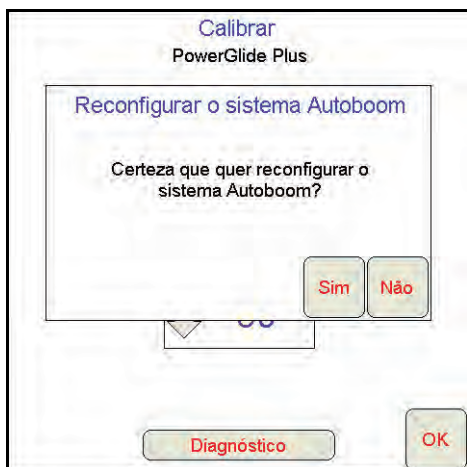 Calibrar
PowerGlide Plus
Reconfigurar o sistema Autoboom
Certeza que quer reconfigurar o
sistema Autoboom?
Sim
Não
Diagnóstico
OK